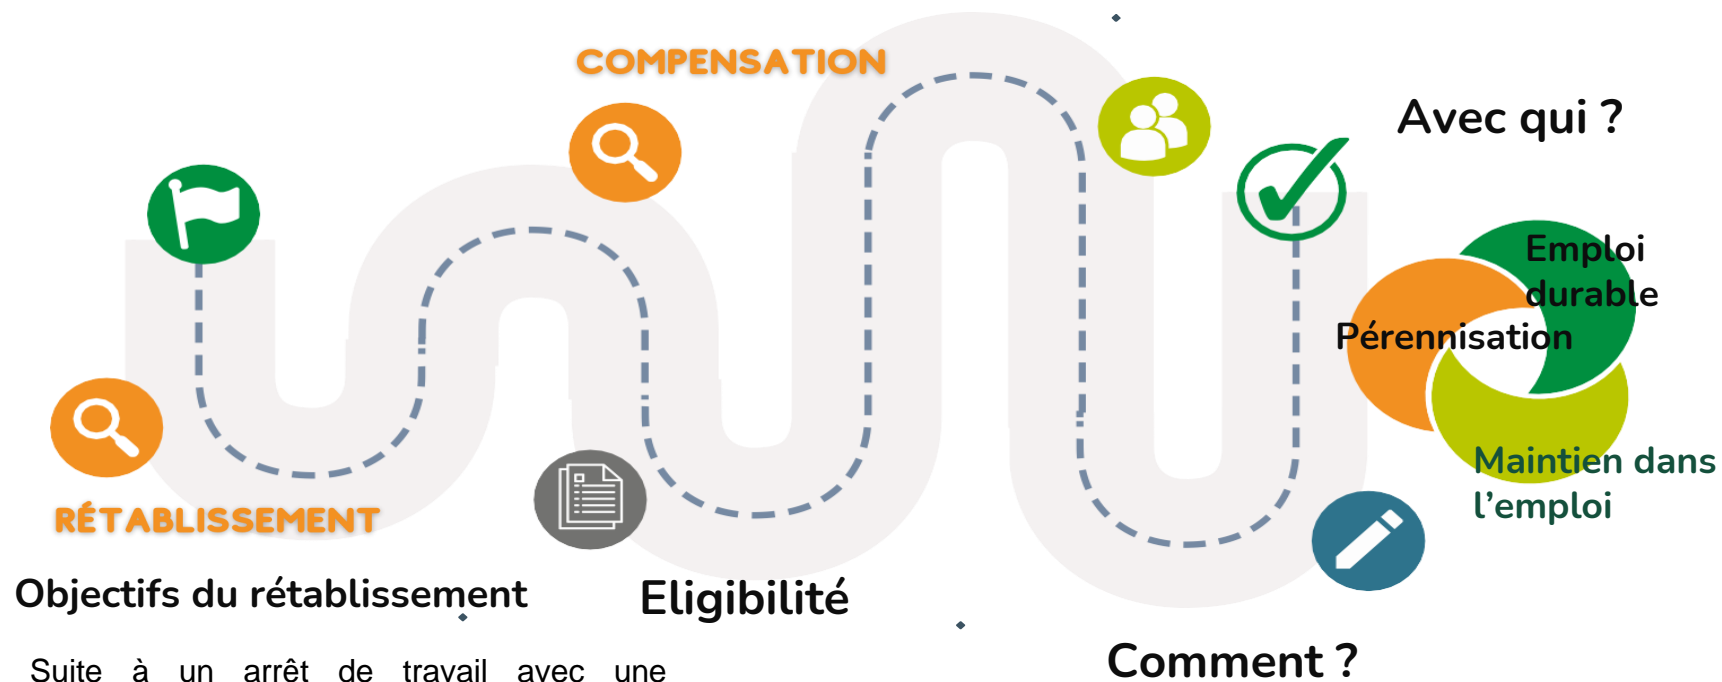 COMPENSATION
Avec qui ?
Emploi
durable
Pérennisation
Maintien dans
l'emploi
RÉTABLISSEMENT
Objectifs du rétablissement
Eligibilité
Comment ?
Suite à un arrêt de travail avec une